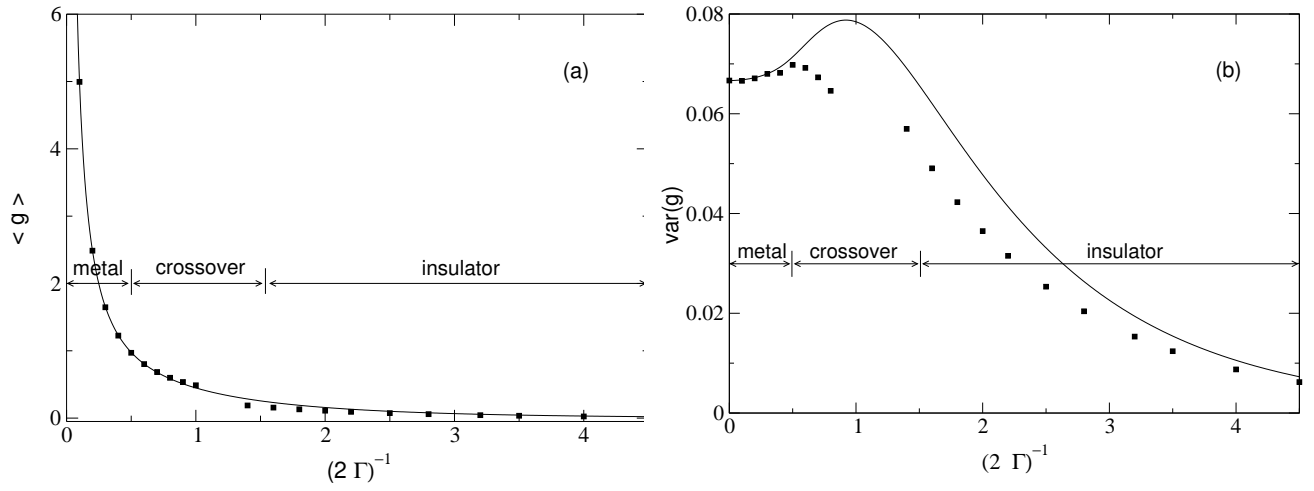 6
(a)
4
< g >
metal
crossover
insulator
2
0
0
1
2
3
4
(2 Γ)⁻¹
0.08
(b)
0.06
var(g)
0.04
metal
crossover
insulator
0.02
0
0
1
2
3
4
(2 Γ)⁻¹